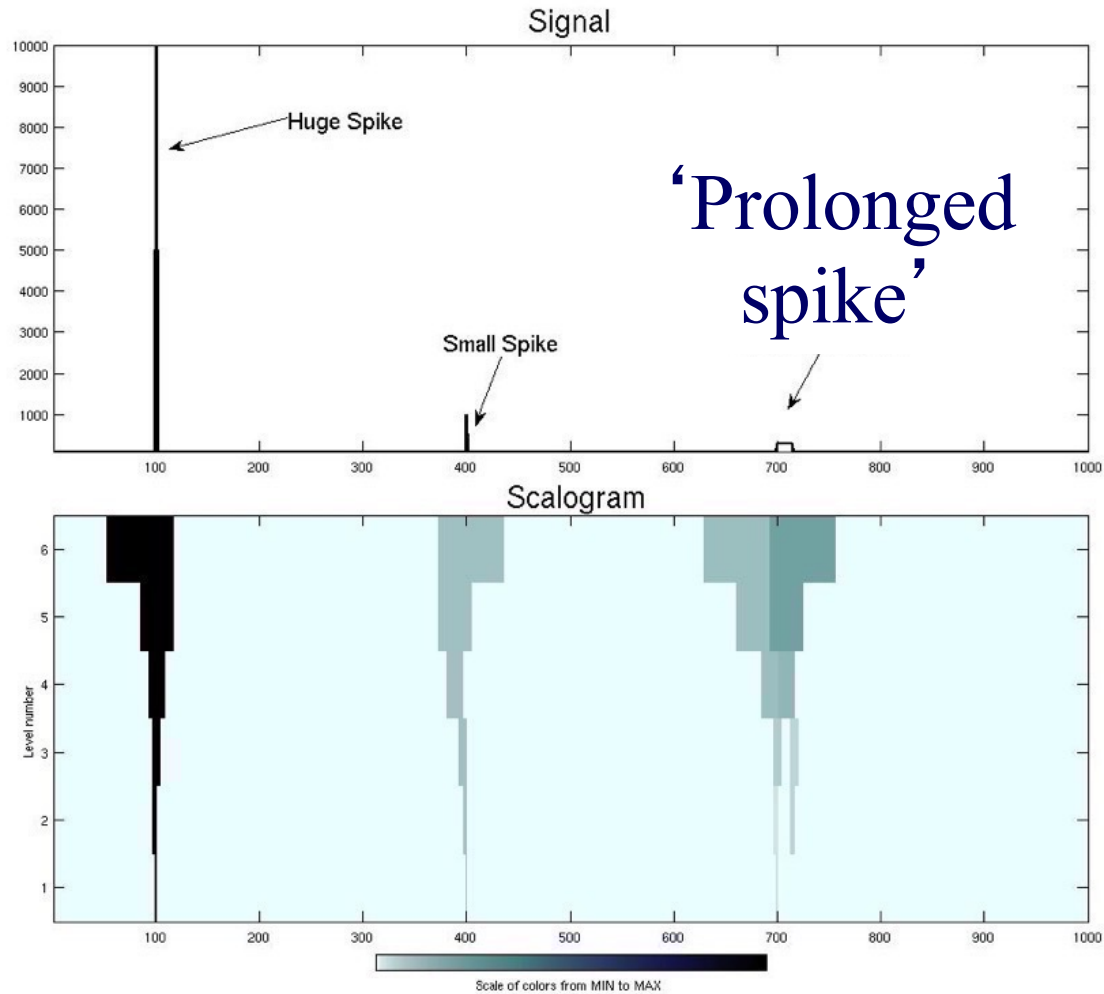 Signal
10000
9000
8000
7000
6000
5000
4000
3000
2000
1000
Huge Spike
‘Prolonged
spike’
Small Spike
100 200 300 400 500 600 700 800 900 1000
Scalogram
Level number
6
5
4
3
2
1
100 200 300 400 500 600 700 800 900 1000
Scale of colors from MIN to MAX